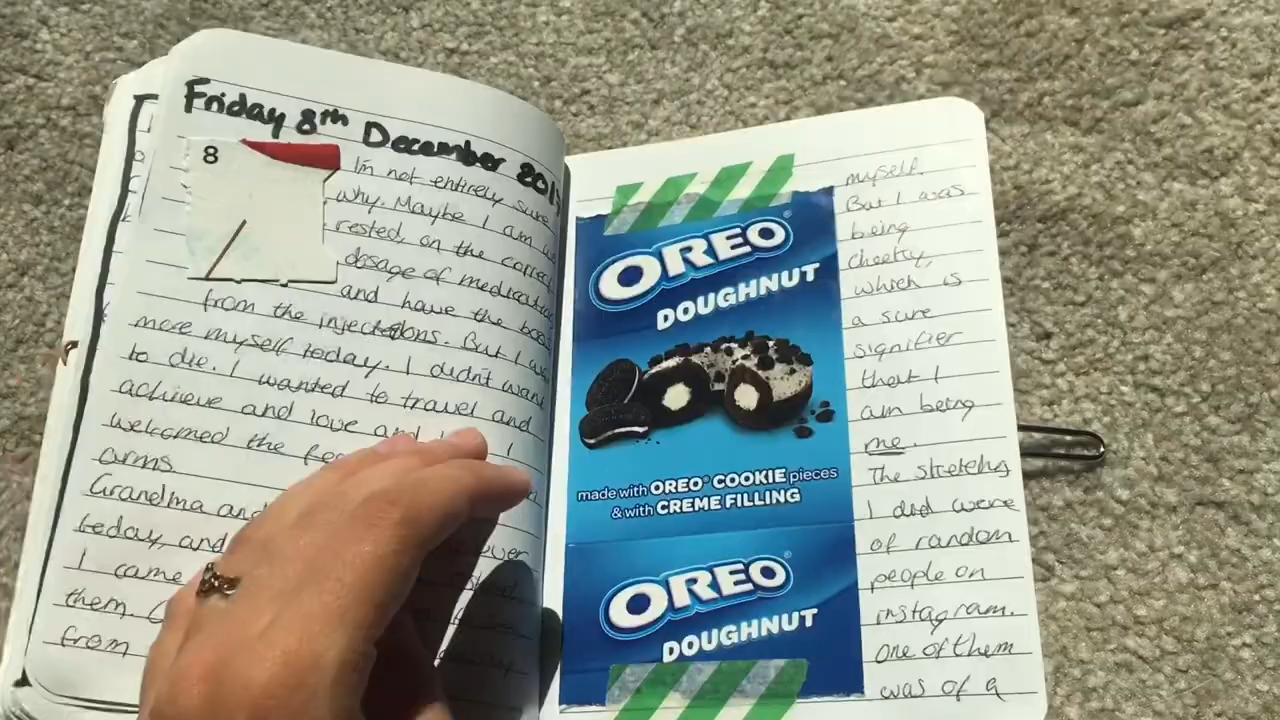 Friday 8th December 201
8
I'm not entirely sure
why. Maybe I am
rested, on the correct
dosage of medication
and have the
from the injections. But I
more myself today. I didn't want
to die. I wanted to travel and
achieve and love and I
welcomed the
arms
Grandma and
today, and
I came
them.
from
OREO®
DOUGHNUT
made with OREO® COOKIE pieces
& with CREME FILLING
OREO®
DOUGHNUT
myself.
But I was
being
cheeky,
which is
a sure
signifier
that I
am being
me.
The stretching
I did were
of random
people on
instagram.
one of them
was of a